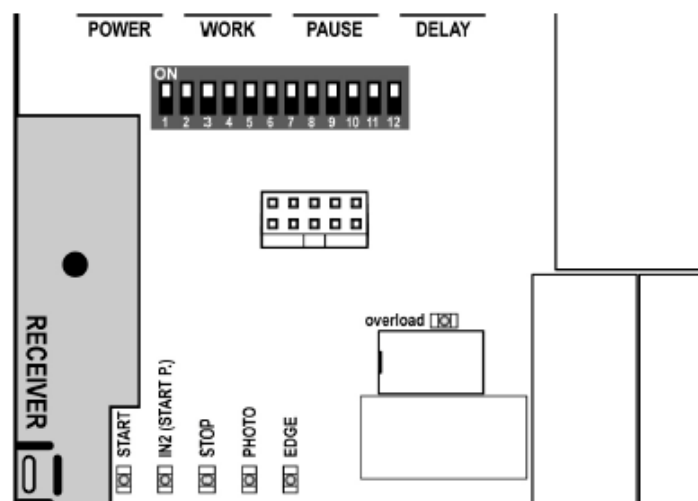 POWER WORK PAUSE DELAY
ON
1 2 3 4 5 6 7 8 9 10 11 12
overload
RECEIVER
START
IN2 (START P.)
STOP
PHOTO
EDGE